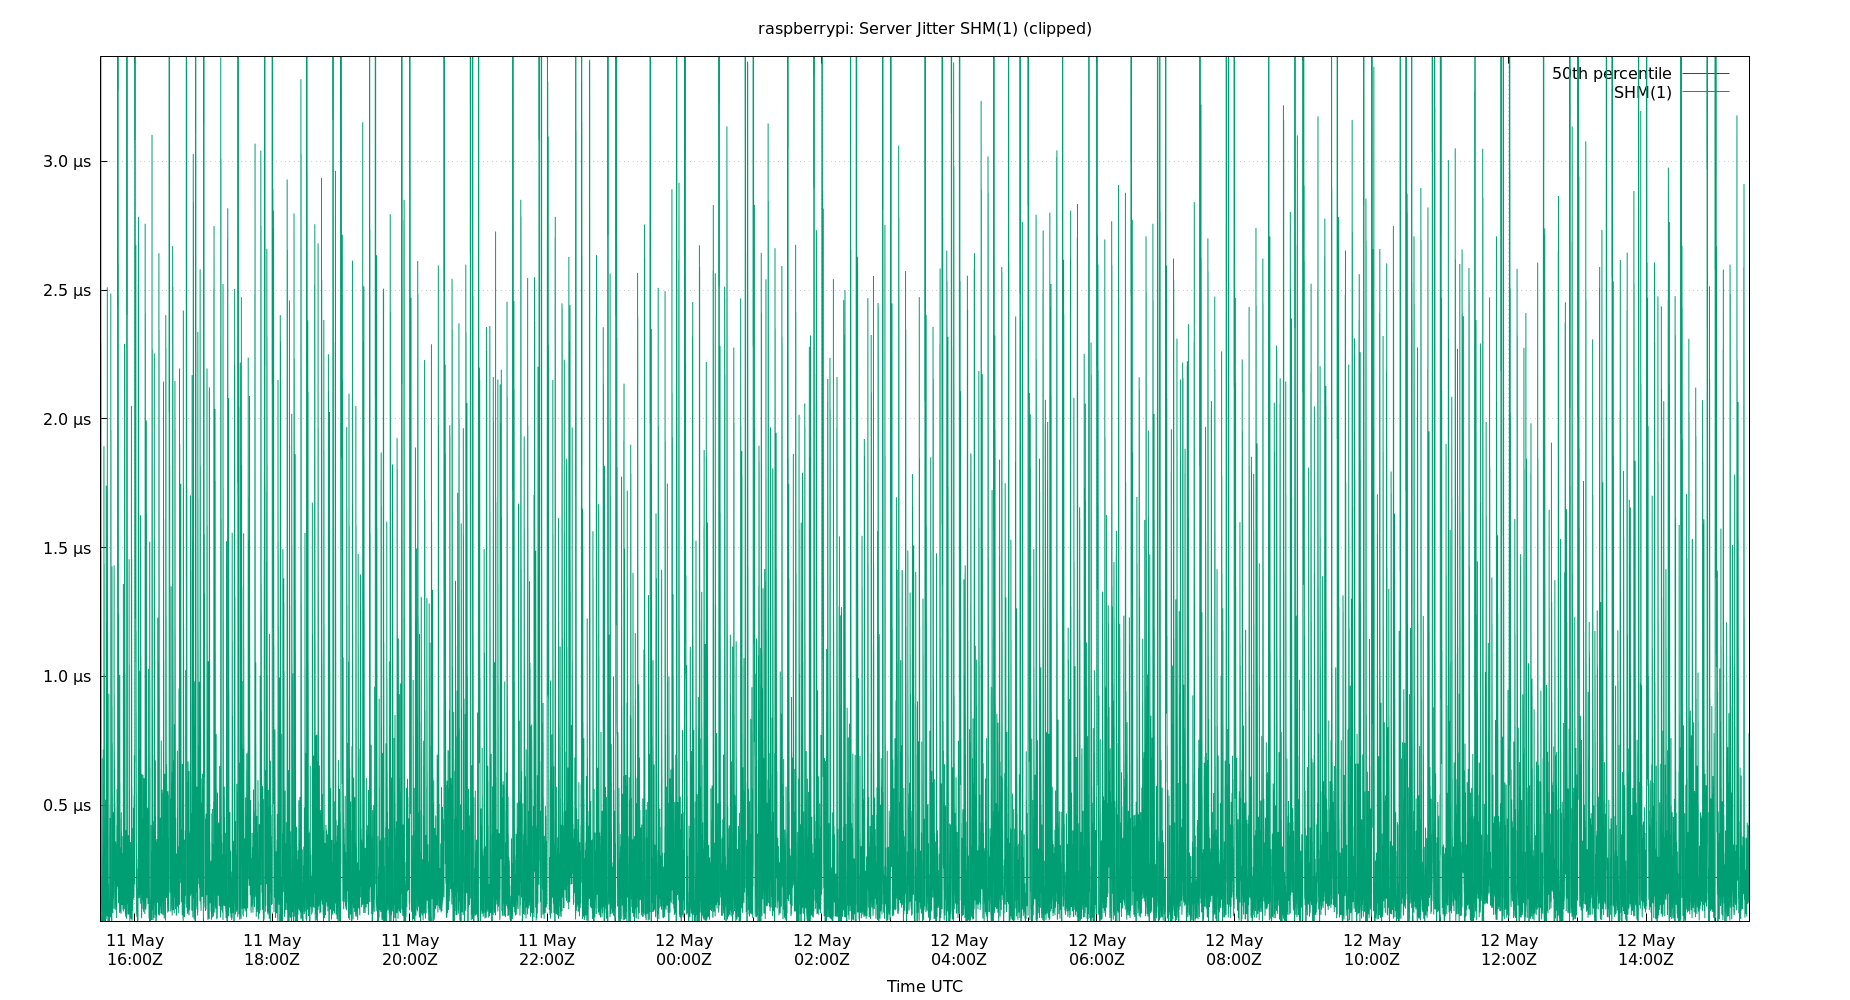 raspberrypi: Server Jitter SHM(1) (clipped)
50th percentile
SHM(1)
3.0 µs
2.5 µs
2.0 µs
1.5 µs
1.0 µs
0.5 µs
11 May 11 May 11 May 11 May 12 May 12 May 12 May 12 May 12 May 12 May 12 May 12 May
16:00Z 18:00Z 20:00Z 22:00Z 00:00Z 02:00Z 04:00Z 06:00Z 08:00Z 10:00Z 12:00Z 14:00Z
Time UTC